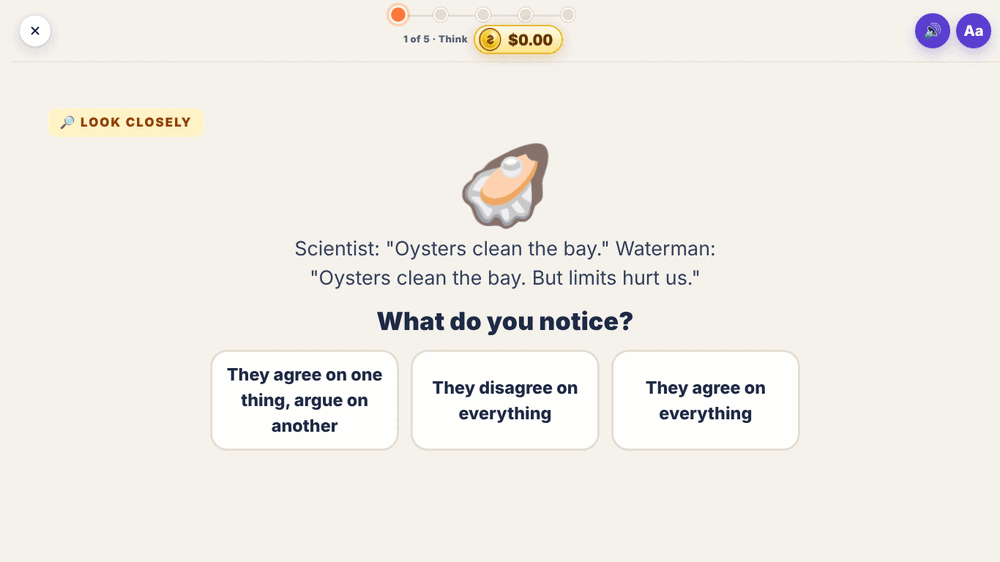 1 of 5 · Think
$0.00
Aa
🔎 LOOK CLOSELY
Scientist: "Oysters clean the bay." Waterman:
"Oysters clean the bay. But limits hurt us."
What do you notice?
They agree on one
thing, argue on
another
They disagree on
everything
They agree on
everything